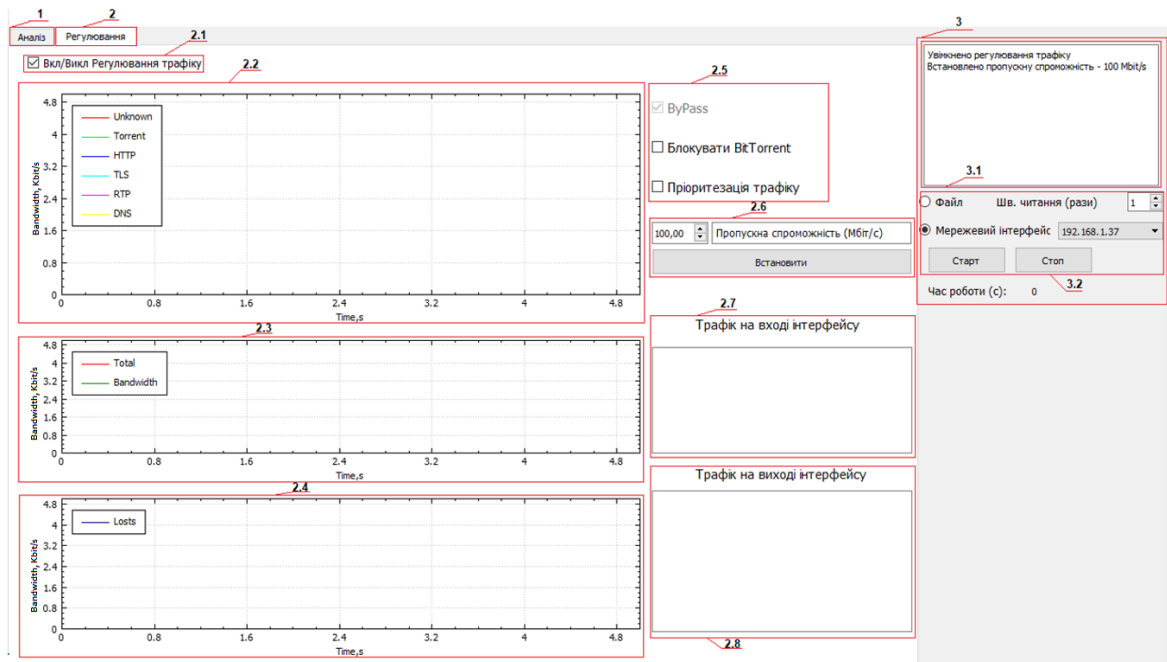 1
2
Аналіз
Регулювання
2.1
Вкл/Викл Регулювання трафіку
2.2
4.8
4
3.2
2.4
1.6
0.8
0
Bandwidth, Kbit/s
Unknown
Torrent
HTTP
TLS
RTP
DNS
0
0.8
1.6
2.4
3.2
4
4.8
Time,s
2.3
4.8
4
3.2
2.4
1.6
0.8
0
Bandwidth, Kbit/s
Total
Bandwidth
0
0.8
1.6
2.4
3.2
4
4.8
Time,s
2.4
4.8
4
3.2
2.4
1.6
0.8
0
Bandwidth, Kbit/s
Losts
0
0.8
1.6
2.4
3.2
4
4.8
Time,s
2.5
ByPass
Блокувати BitTorrent
Пріоритезація трафіку
2.6
100,00 Пропускна спроможність (Мбіт/с)
Встановити
2.7
Трафік на вході інтерфейсу
Трафік на виході інтерфейсу
2.8
3
Увімкнено регулювання трафіку
Встановлено пропускну спроможність - 100 Mbit/s
3.1
Файл Шв. читання (рази) 1
Мережевий інтерфейс 192.168.1.37
Старт Стоп
3.2
Час роботи (с): 0